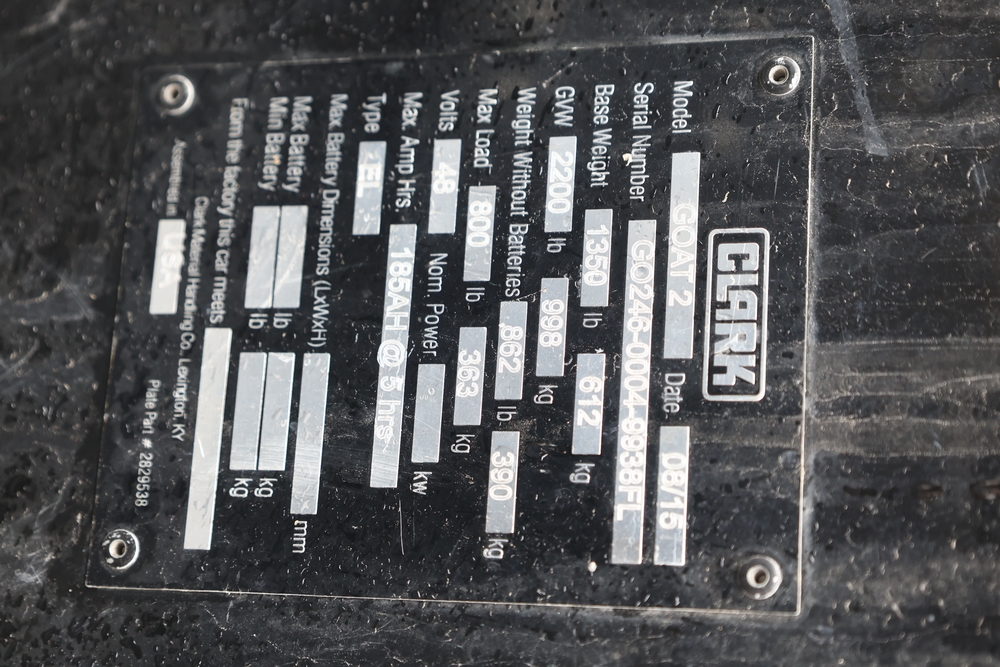 CLARK
Model GOAT 2 Date 08/15
Serial Number GO246-0004-9838FL
Base Weight 1350 lb 612 kg
GVW 2200 lb 998 kg
Weight Without Batteries 862 lb 390 kg
Max Load 800 lb 363 kg
Volts 48 Nom. Power kw
Max. Amp Hrs. 185AH @ 5 hrs
Type EL
Max Battery Dimensions (LxWxH) mm
Max Battery lb kg
Min Battery lb kg
From the factory this car meets
Clark Material Handling Co., Lexington, KY
Assembled in USA Plate Part # 2829538